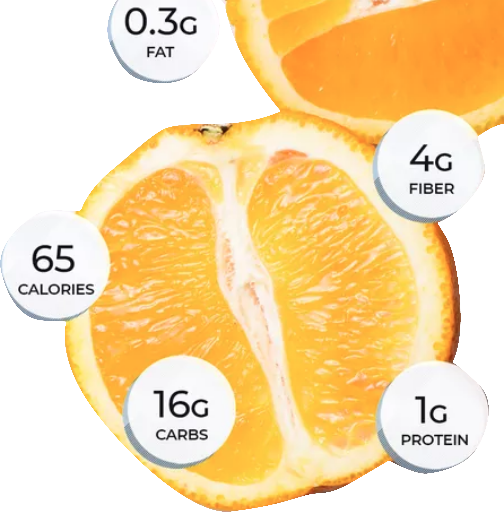 0.3G
FAT
4G
FIBER
65
CALORIES
16G
CARBS
1G
PROTEIN